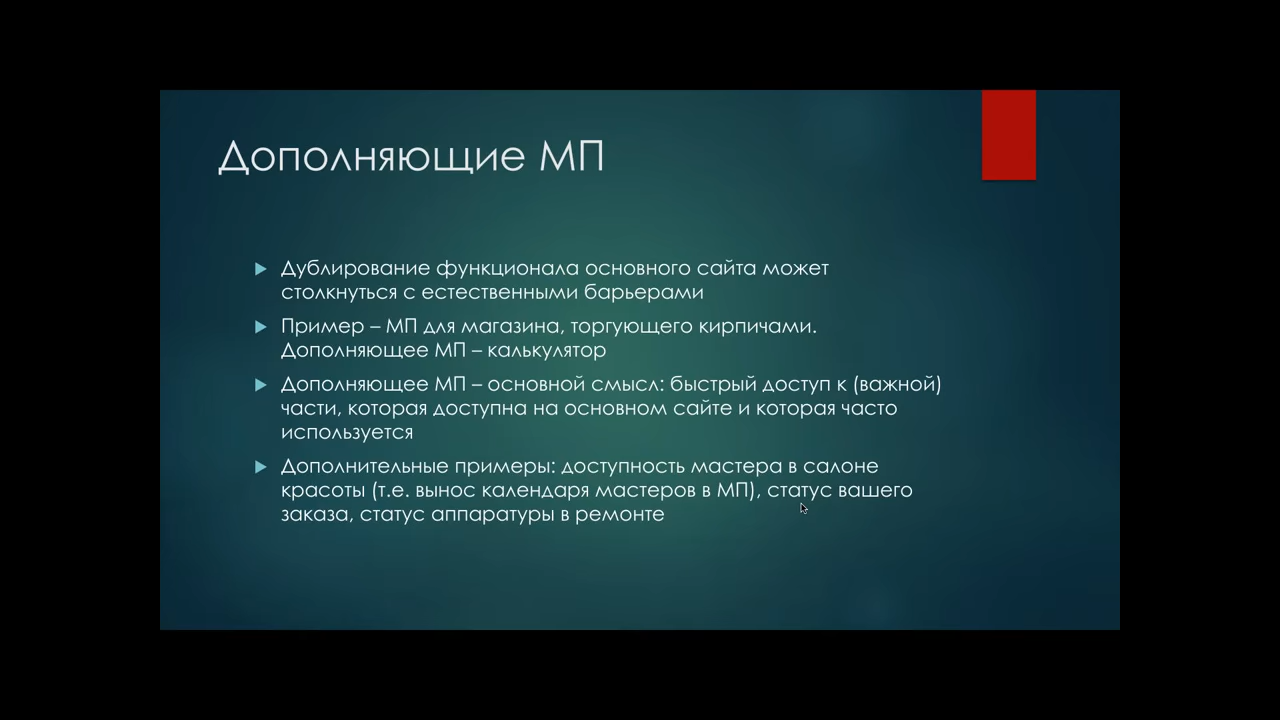 Дополняющие МП
Дублирование функционала основного сайта может
столкнуться с естественными барьерами
Пример – МП для магазина, торгующего кирпичами.
Дополняющее МП – калькулятор
Дополняющее МП – основной смысл: быстрый доступ к (важной)
части, которая доступна на основном сайте и которая часто
используется
Дополнительные примеры: доступность мастера в салоне
красоты (т.е. вынос календаря мастеров в МП), статус вашего
заказа, статус аппаратуры в ремонте